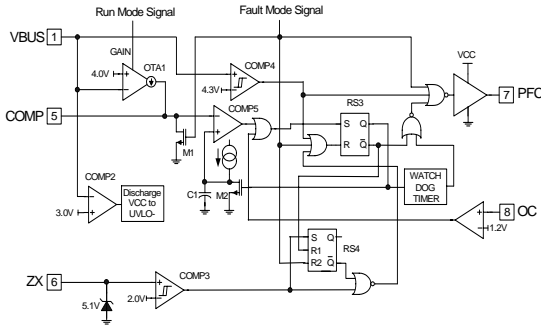 Run Mode Signal
Fault Mode Signal
VBUS 1
GAIN
OTA1
4.0V
COMP4
4.3V
VCC
7 PFC
COMP 5
COMP5
RS3
S Q
R Q
M1
C1
M2
WATCH
DOG
TIMER
COMP2
3.0V
Discharge
VCC
to
UVLO-
8 OC
1.2V
RS4
S Q
R1
R2 Q
ZX 6
COMP3
5.1V
2.0V